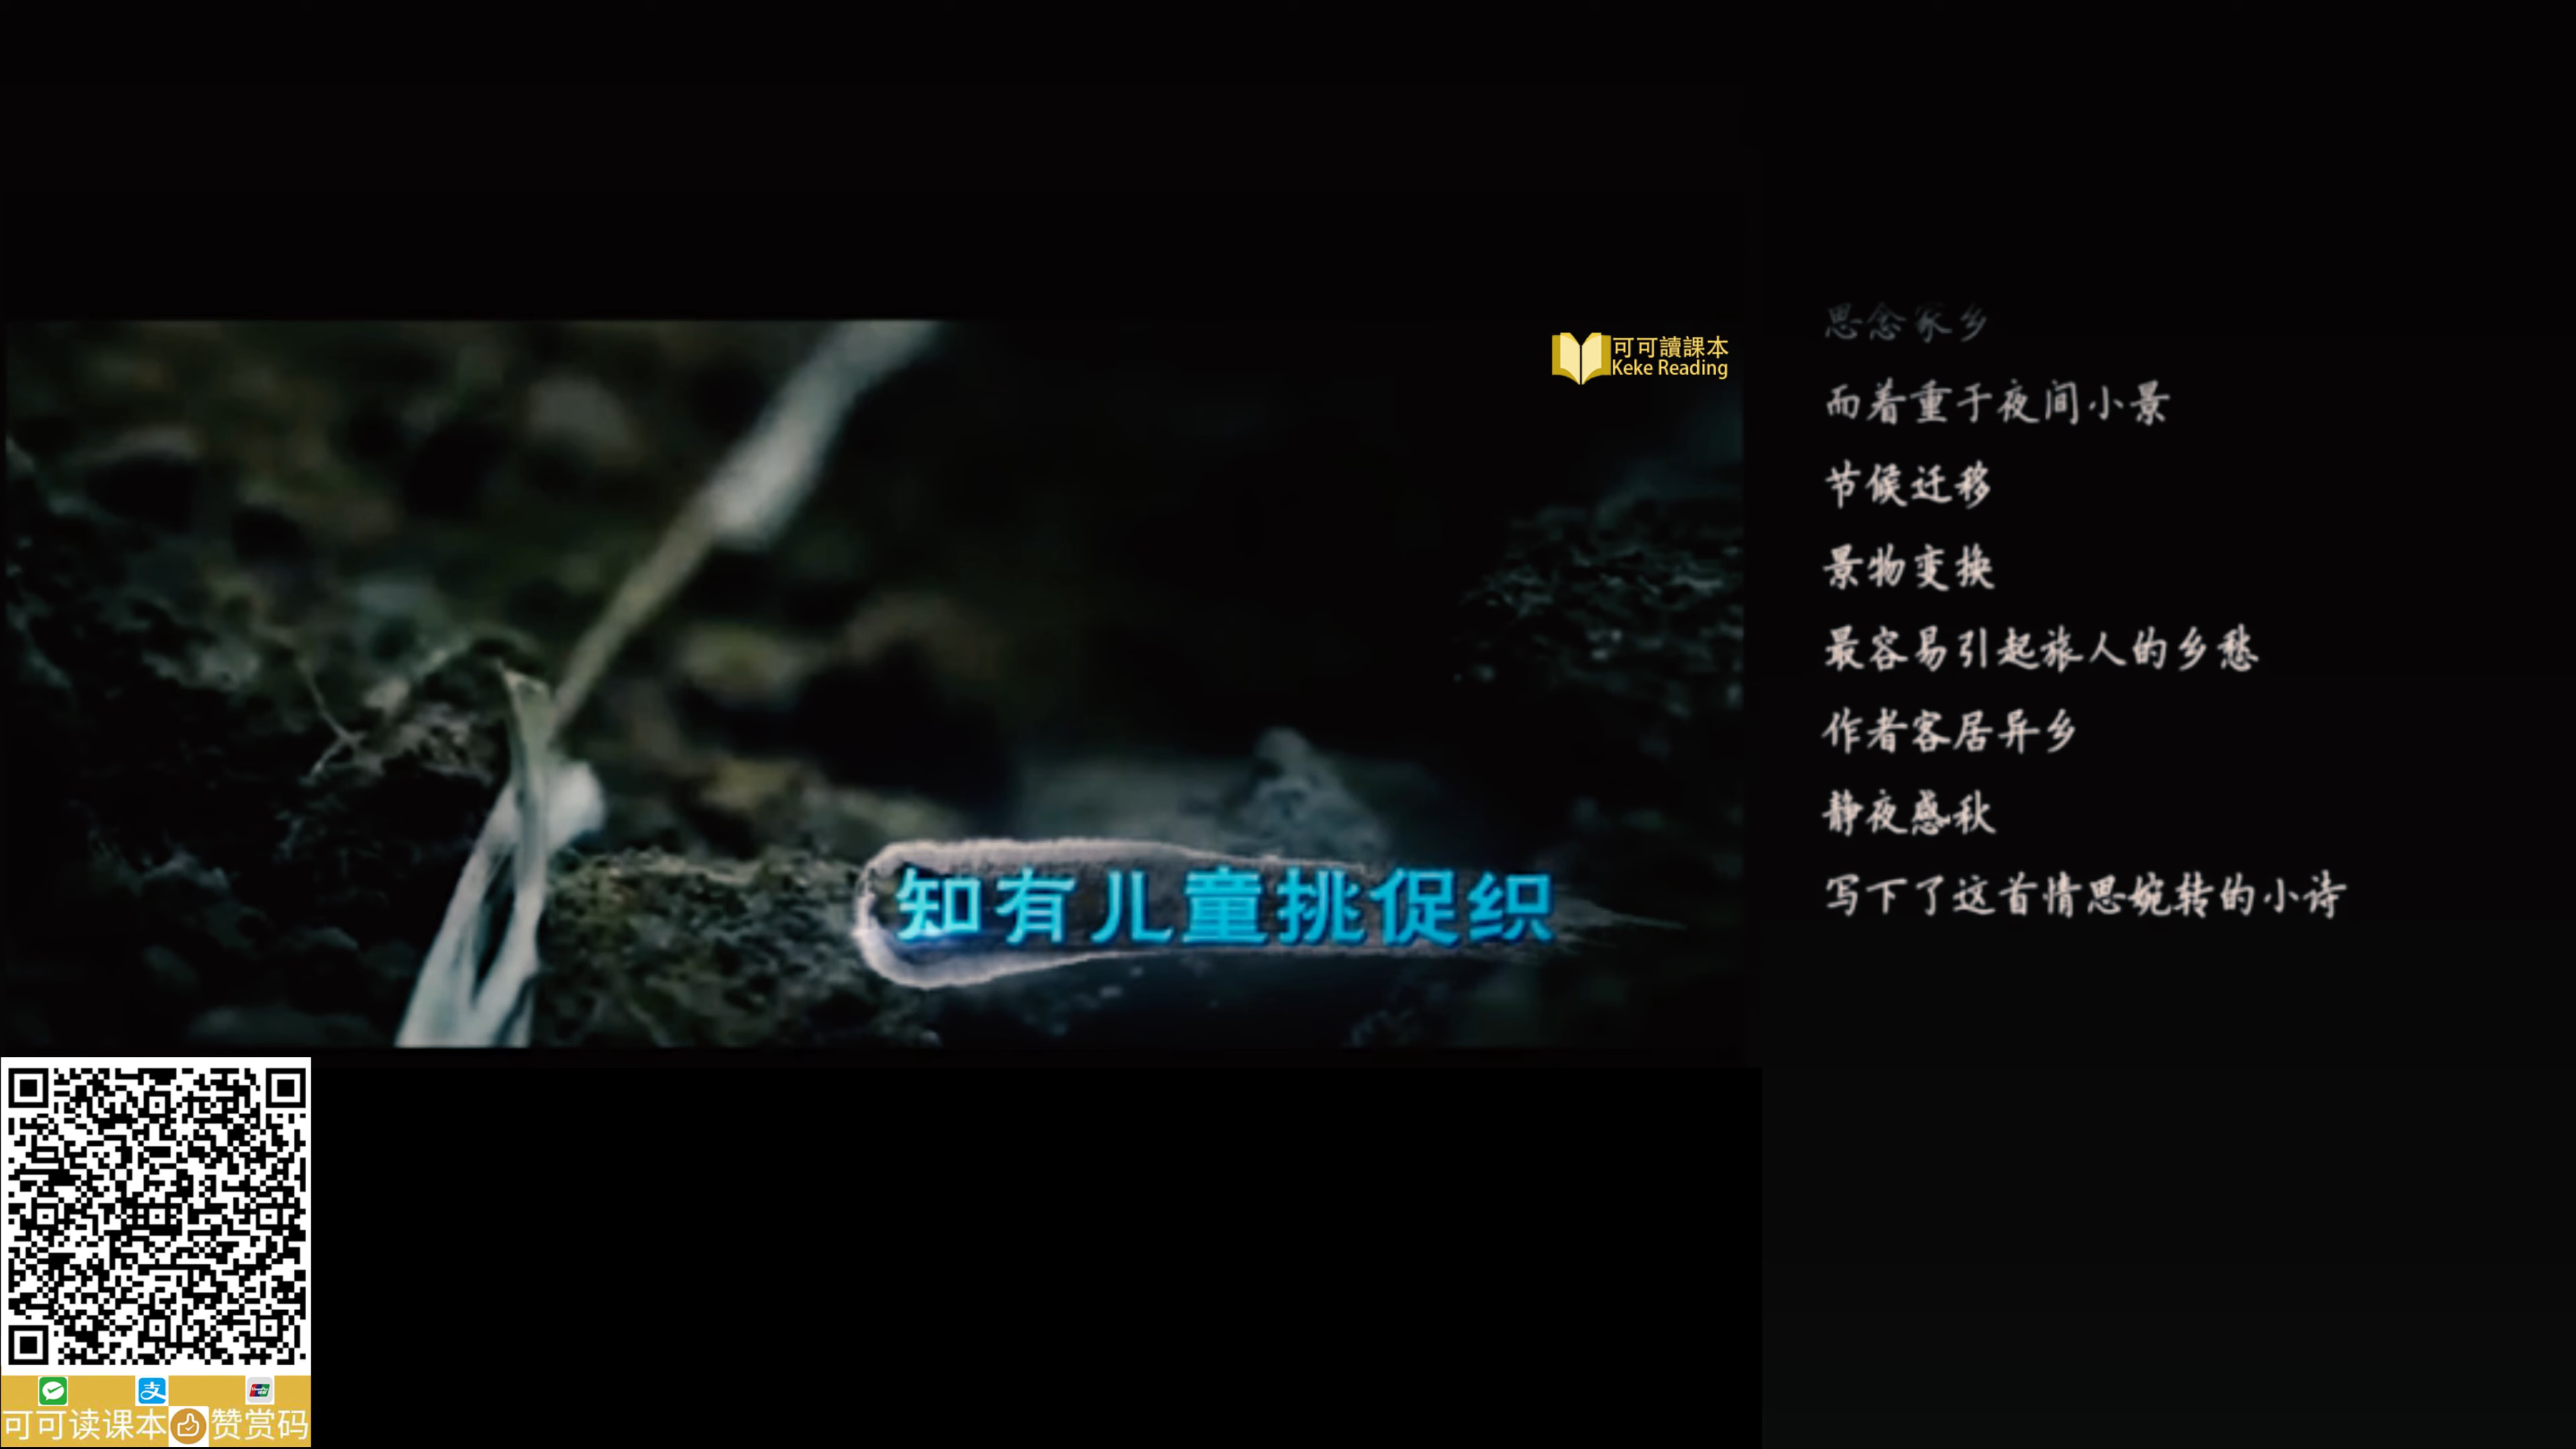 可可讀課本
Keke Reading
知有儿童挑促织
思念家乡
而着重于夜间小景
节候迁移
景物变换
最容易引起旅人的乡愁
作者客居异乡
静夜感秋
写下了这首情思婉转的小诗
支
可可读课本赞赏码